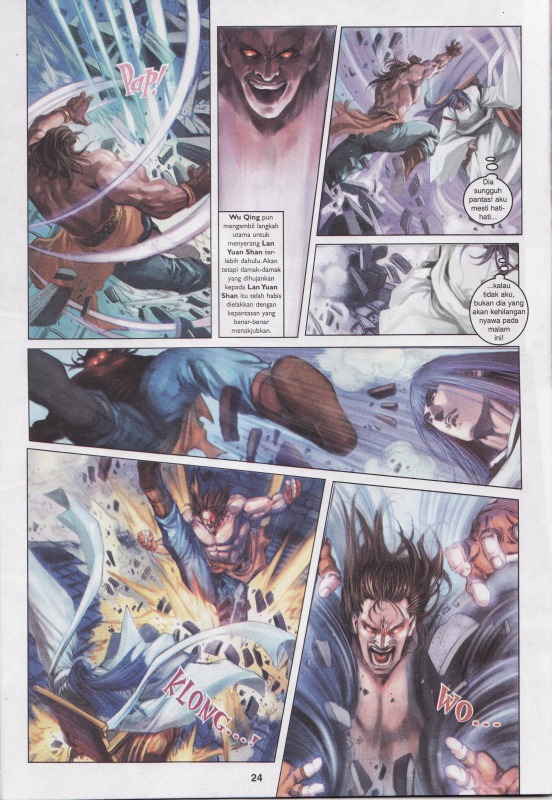 Pap!
Wu Qing pun
mengambil langkah
utama untuk
menyerang Lan
Yuan Shan ter-
lebih dahulu. Akan
tetapi damak-damak
yang dihujankan
kepada Lan Yuan
Shan itu telah habis
dielakkan dengan
kepantasan yang
benar-benar
menakjubkan.
Dia
sungguh
pantas! aku
mesti hati-
hati...
...kalau
tidak aku,
bukan dia yang
akan kehilangan
nyawa pada
malam
ini!
KLONG...!
WO...
24